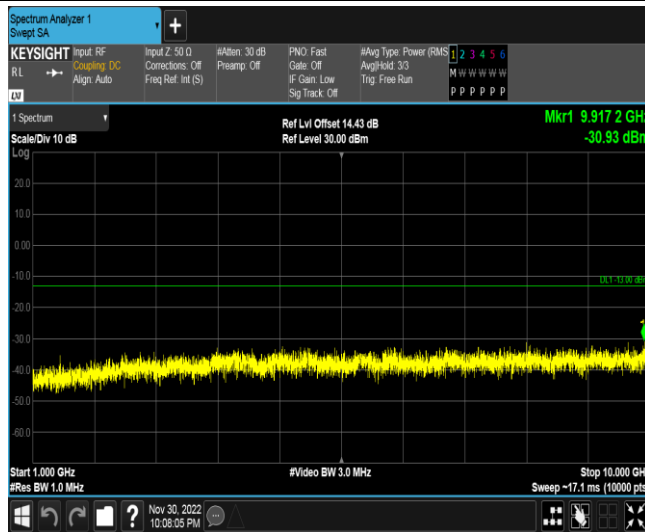 Spectrum Analyzer 1
Swept SA
+
KEYSIGHT
RL
LXI
Input: RF
Coupling: DC
Align: Auto
Input Z: 50 Ω
Corrections: Off
Freq Ref: Int (S)
#Atten: 30 dB
Preamp: Off
PNO: Fast
Gate: Off
IF Gain: Low
Sig Track: Off
#Avg Type: Power (RMS
Avg|Hold: 3/3
Trig: Free Run
1 2 3 4 5 6
M W W W W W
P P P P P P
1 Spectrum
Scale/Div 10 dB
Ref Lvl Offset 14.43 dB
Ref Level 30.00 dBm
Mkr1 9.917 2 GHz
-30.93 dBm
Log
20.0
10.0
0.00
-10.0
-20.0
-30.0
-40.0
-50.0
-60.0
DL1 -13.00 dBm
Start 1.000 GHz
#Res BW 1.0 MHz
#Video BW 3.0 MHz
Stop 10.000 GHz
Sweep ~17.1 ms (10000 pts
?
Nov 30, 2022
10:08:05 PM